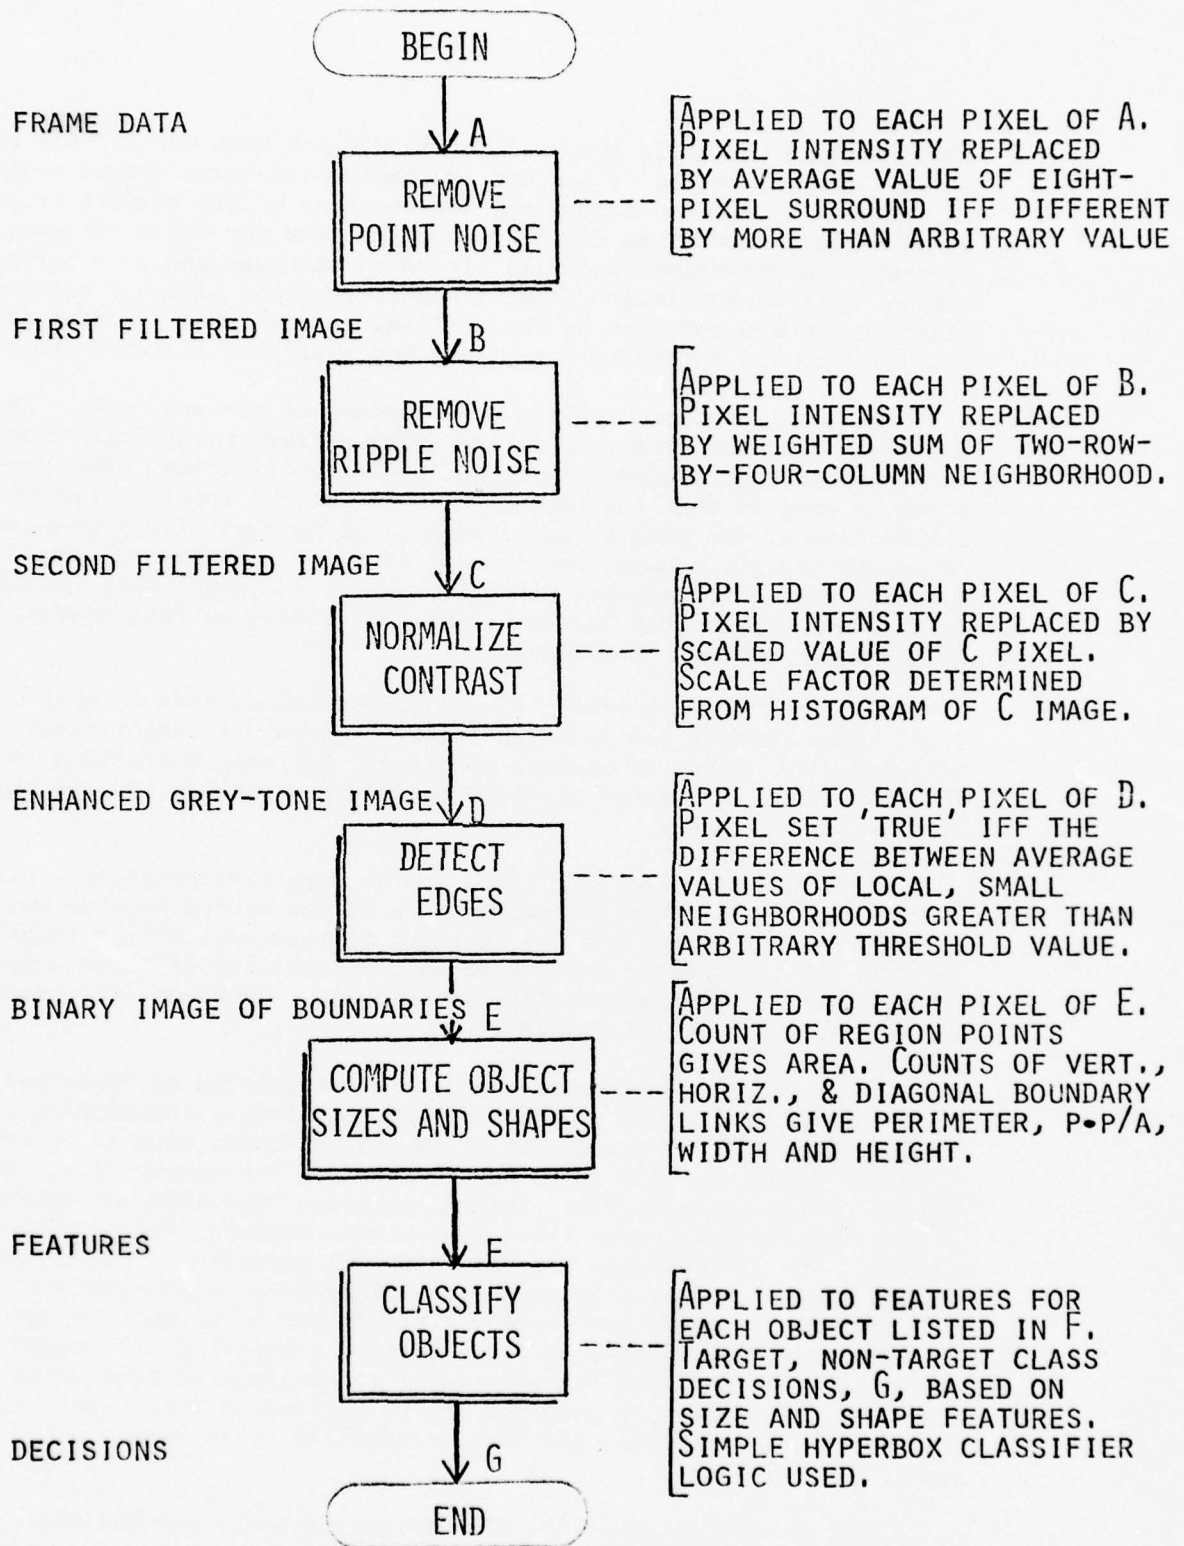 BEGIN
FRAME DATA
A
REMOVE
POINT NOISE
APPLIED TO EACH PIXEL OF A.
PIXEL INTENSITY REPLACED
BY AVERAGE VALUE OF EIGHT-
PIXEL SURROUND IFF DIFFERENT
BY MORE THAN ARBITRARY VALUE
FIRST FILTERED IMAGE
B
REMOVE
RIPPLE NOISE
APPLIED TO EACH PIXEL OF B.
PIXEL INTENSITY REPLACED
BY WEIGHTED SUM OF TWO-ROW-
BY-FOUR-COLUMN NEIGHBORHOOD.
SECOND FILTERED IMAGE
C
NORMALIZE
CONTRAST
APPLIED TO EACH PIXEL OF C.
PIXEL INTENSITY REPLACED BY
SCALED VALUE OF C PIXEL.
SCALE FACTOR DETERMINED
FROM HISTOGRAM OF C IMAGE.
ENHANCED GREY-TONE IMAGE
D
DETECT
EDGES
APPLIED TO EACH PIXEL OF D.
PIXEL SET 'TRUE' IFF THE
DIFFERENCE BETWEEN AVERAGE
VALUES OF LOCAL, SMALL
NEIGHBORHOODS GREATER THAN
ARBITRARY THRESHOLD VALUE.
BINARY IMAGE OF BOUNDARIES
E
COMPUTE OBJECT
SIZES AND SHAPES
APPLIED TO EACH PIXEL OF E.
COUNT OF REGION POINTS
GIVES AREA. COUNTS OF VERT.,
HORIZ., & DIAGONAL BOUNDARY
LINKS GIVE PERIMETER, P•P/A,
WIDTH AND HEIGHT.
FEATURES
F
CLASSIFY
OBJECTS
APPLIED TO FEATURES FOR
EACH OBJECT LISTED IN F.
TARGET, NON-TARGET CLASS
DECISIONS, G, BASED ON
SIZE AND SHAPE FEATURES.
SIMPLE HYPERBOX CLASSIFIER
LOGIC USED.
DECISIONS
G
END